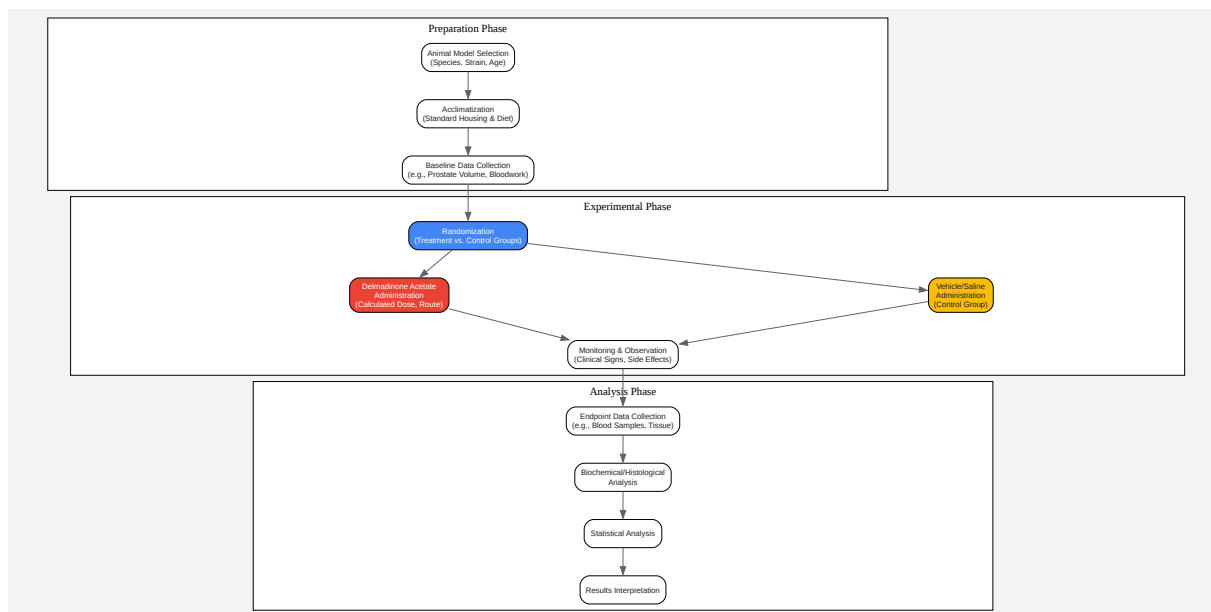 Preparation Phase
Animal Model Selection
(Species, Strain, Age)
Acclimatization
(Standard Housing & Diet)
Baseline Data Collection
(e.g., Prostate Volume, Bloodwork)
Experimental Phase
Randomization
(Treatment vs. Control Groups)
Delmadinone Acetate
Administration
(Calculated Dose, Route)
Vehicle/Saline
Administration
(Control Group)
Monitoring & Observation
(Clinical Signs, Side Effects)
Analysis Phase
Endpoint Data Collection
(e.g., Blood Samples, Tissue)
Biochemical/Histological
Analysis
Statistical Analysis
Results Interpretation